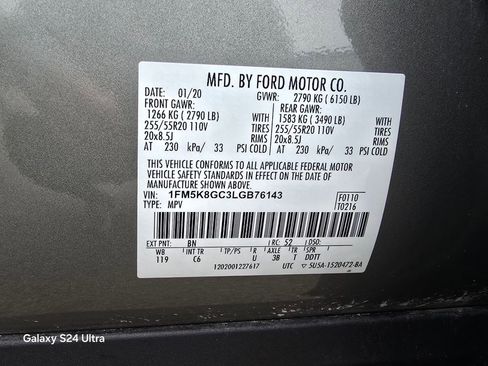 MFD. BY FORD MOTOR CO.
DATE: 01/20 GVWR: 2790 KG ( 6150 LB)
FRONT GAWR: REAR GAWR:
1266 KG ( 2790 LB) WITH 1583 KG ( 3490 LB) WITH
255/55R20 110V TIRES 255/55R20 110V TIRES
20x8.5J RIMS 20x8.5J RIMS
AT 230 kPa/ 33 PSI COLD AT 230 kPa/ 33 PSI COLD
THIS VEHICLE CONFORMS TO ALL APPLICABLE FEDERAL MOTOR
VEHICLE SAFETY STANDARDS IN EFFECT ON THE DATE OF
MANUFACTURE SHOWN ABOVE.
VIN: 1FM5K8GC3LGB76143
TYPE: MPV
F0110
T0216
EXT PNT: BN RC: 52 DSO:
WB INT TR TP/PS R AXLE TR SPR
119 C6 U 3B T DDTT
1202001227617 UTC 5U5A-1520472-BA
Galaxy S24 Ultra